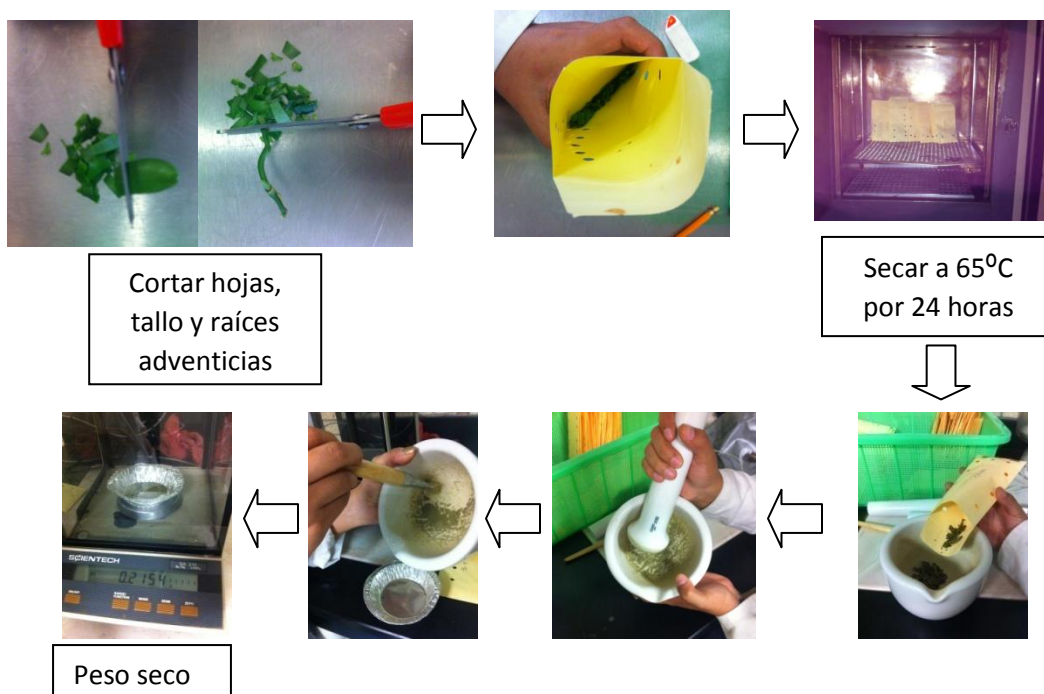 Cortar hojas,
tallo y raíces
adventicias
Secar a 65⁰C
por 24 horas
SCIENTECH
0.2154
Peso seco